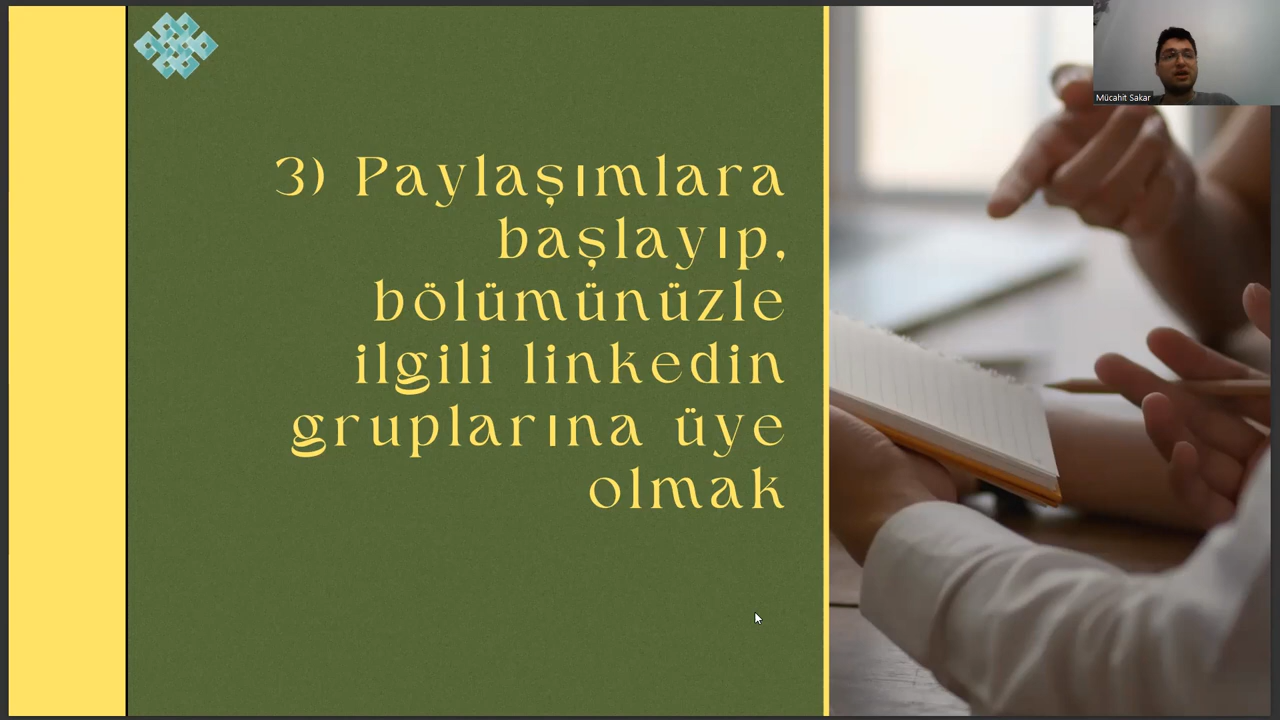 3) Paylaşımlara
başlayıp,
bölümünüzle
ilgili linkedin
gruplarına üye
olmak
Mücahit Sakar